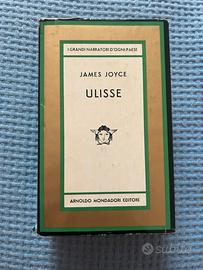 I GRANDI NARRATORI D'OGNI PAESE
JAMES JOYCE
ULISSE
ARNOLDO MONDADORI EDITORE
subito